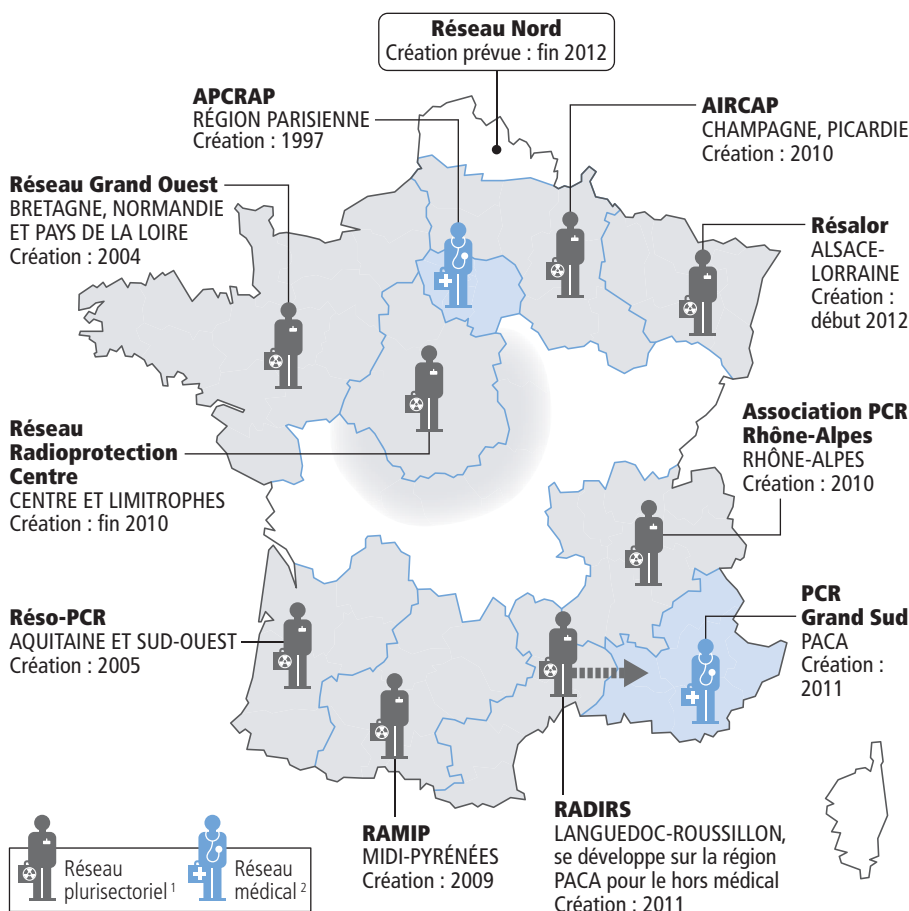 Réseau Nord
Création prévue : fin 2012
APCRAP
RÉGION PARISIENNE
Création : 1997
AIRCAP
CHAMPAGNE, PICARDIE
Création : 2010
Réseau Grand Ouest
BRETAGNE, NORMANDIE
ET PAYS DE LA LOIRE
Création : 2004
Résalor
ALSACE-
LORRAINE
Création :
début 2012
Réseau
Radioprotection
Centre
CENTRE ET LIMITROPHES
Création : fin 2010
Association PCR
Rhône-Alpes
RHÔNE-ALPES
Création : 2010
Réso-PCR
AQUITAINE ET SUD-OUEST
Création : 2005
PCR
Grand Sud
PACA
Création :
2011
RAMIP
MIDI-PYRÉNÉES
Création : 2009
RADIRS
LANGUEDOC-ROUSSILLON,
se développe sur la région
PACA pour le hors médical
Création : 2011
Réseau
plurisectoriel 1
Réseau
médical 2